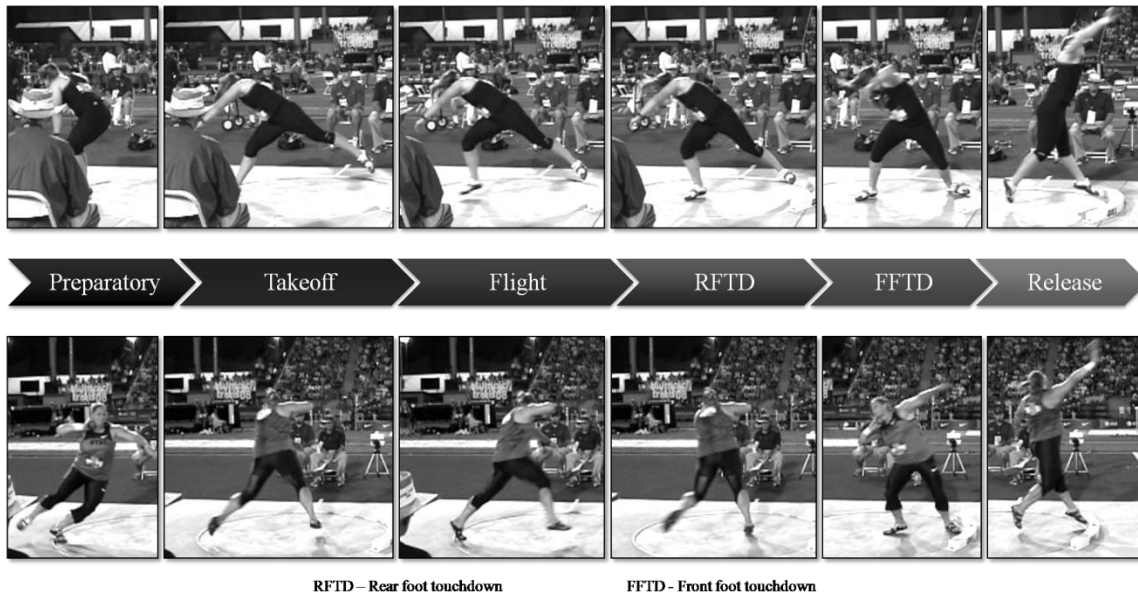 Preparatory
Takeoff
Flight
RFTD
FFTD
Release
RFTD – Rear foot touchdown
FFTD - Front foot touchdown